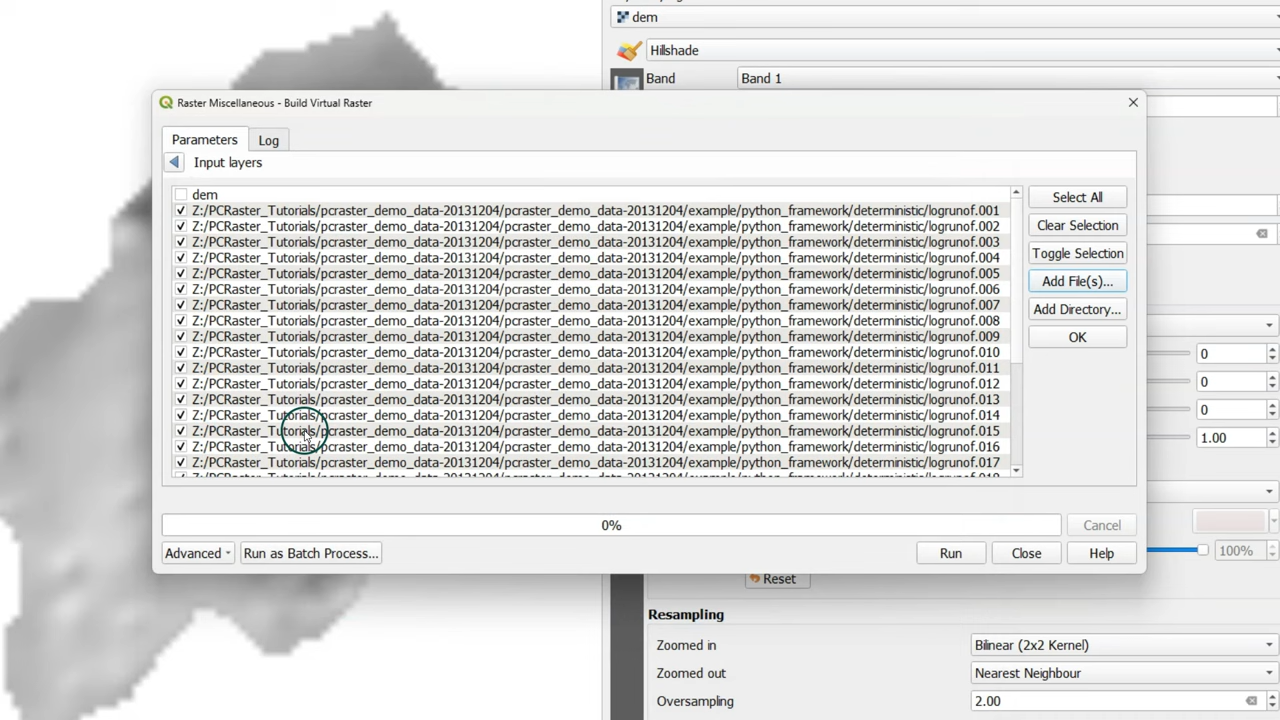 dem
Hillshade
Band
Band 1
Raster Miscellaneous - Build Virtual Raster
Parameters
Log
Input layers
dem
Z:/PCRaster_Tutorials/pcraster_demo_data-20131204/pcraster_demo_data-20131204/example/python_framework/deterministic/logrunof.001
Z:/PCRaster_Tutorials/pcraster_demo_data-20131204/pcraster_demo_data-20131204/example/python_framework/deterministic/logrunof.002
Z:/PCRaster_Tutorials/pcraster_demo_data-20131204/pcraster_demo_data-20131204/example/python_framework/deterministic/logrunof.003
Z:/PCRaster_Tutorials/pcraster_demo_data-20131204/pcraster_demo_data-20131204/example/python_framework/deterministic/logrunof.004
Z:/PCRaster_Tutorials/pcraster_demo_data-20131204/pcraster_demo_data-20131204/example/python_framework/deterministic/logrunof.005
Z:/PCRaster_Tutorials/pcraster_demo_data-20131204/pcraster_demo_data-20131204/example/python_framework/deterministic/logrunof.006
Z:/PCRaster_Tutorials/pcraster_demo_data-20131204/pcraster_demo_data-20131204/example/python_framework/deterministic/logrunof.007
Z:/PCRaster_Tutorials/pcraster_demo_data-20131204/pcraster_demo_data-20131204/example/python_framework/deterministic/logrunof.008
Z:/PCRaster_Tutorials/pcraster_demo_data-20131204/pcraster_demo_data-20131204/example/python_framework/deterministic/logrunof.009
Z:/PCRaster_Tutorials/pcraster_demo_data-20131204/pcraster_demo_data-20131204/example/python_framework/deterministic/logrunof.010
Z:/PCRaster_Tutorials/pcraster_demo_data-20131204/pcraster_demo_data-20131204/example/python_framework/deterministic/logrunof.011
Z:/PCRaster_Tutorials/pcraster_demo_data-20131204/pcraster_demo_data-20131204/example/python_framework/deterministic/logrunof.012
Z:/PCRaster_Tutorials/pcraster_demo_data-20131204/pcraster_demo_data-20131204/example/python_framework/deterministic/logrunof.013
Z:/PCRaster_Tutorials/pcraster_demo_data-20131204/pcraster_demo_data-20131204/example/python_framework/deterministic/logrunof.014
Z:/PCRaster_Tutorials/pcraster_demo_data-20131204/pcraster_demo_data-20131204/example/python_framework/deterministic/logrunof.015
Z:/PCRaster_Tutorials/pcraster_demo_data-20131204/pcraster_demo_data-20131204/example/python_framework/deterministic/logrunof.016
Z:/PCRaster_Tutorials/pcraster_demo_data-20131204/pcraster_demo_data-20131204/example/python_framework/deterministic/logrunof.017
Select All
Clear Selection
Toggle Selection
Add File(s)...
Add Directory...
OK
0
0
0
1.00
0%
Cancel
Advanced
Run as Batch Process...
Run
Close
Help
100%
Reset
Resampling
Zoomed in
Bilinear (2x2 Kernel)
Zoomed out
Nearest Neighbour
Oversampling
2.00